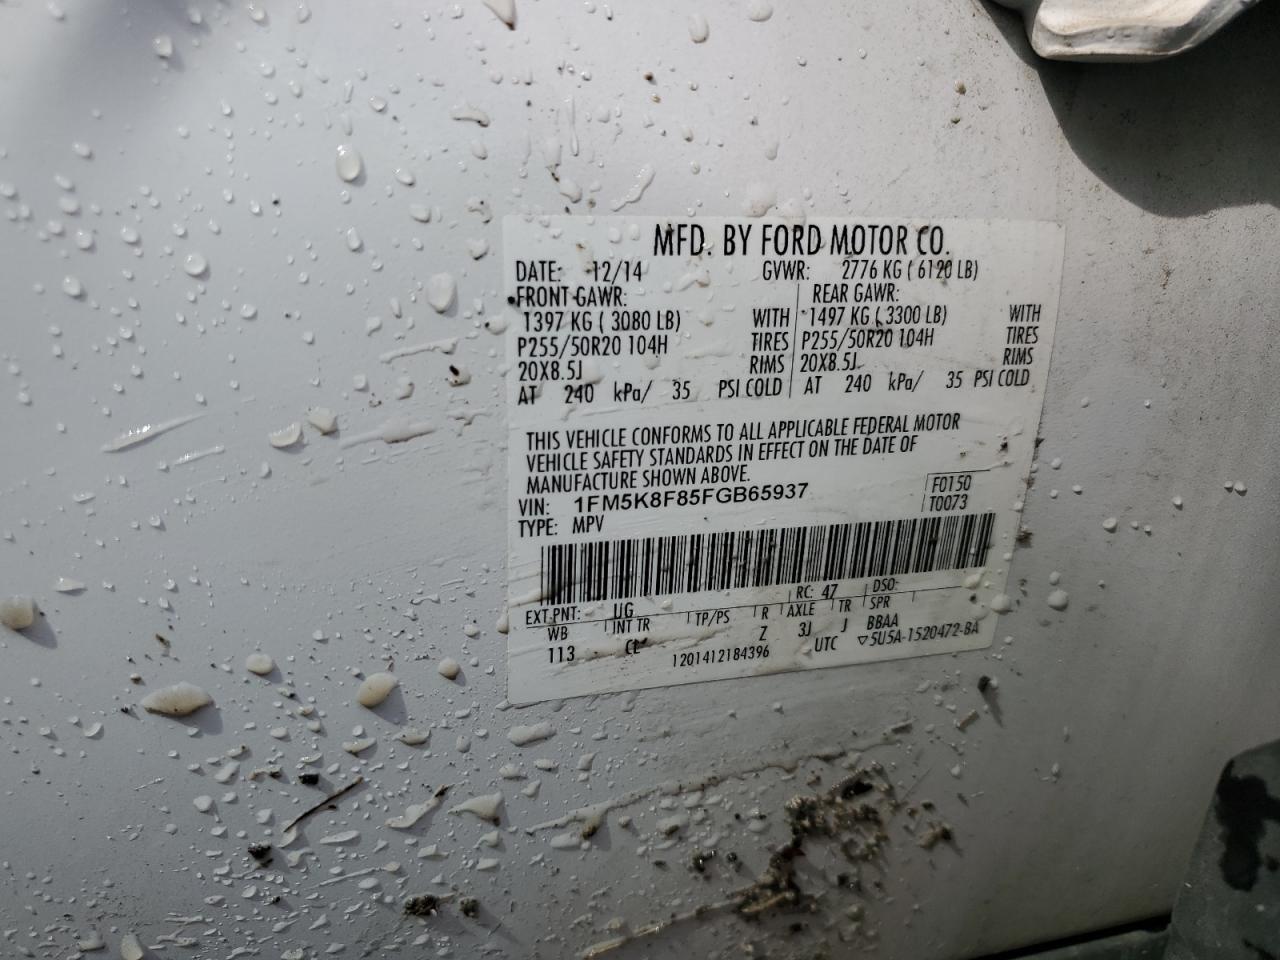 MFD. BY FORD MOTOR CO.
DATE: 12/14 GVWR: 2776 KG ( 6120 LB)
FRONT GAWR: REAR GAWR:
1397 KG ( 3080 LB) WITH 1497 KG ( 3300 LB) WITH
P255/50R20 104H TIRES P255/50R20 104H TIRES
20X8.5J RIMS 20X8.5J RIMS
AT 240 kPa/ 35 PSI COLD AT 240 kPa/ 35 PSI COLD
THIS VEHICLE CONFORMS TO ALL APPLICABLE FEDERAL MOTOR
VEHICLE SAFETY STANDARDS IN EFFECT ON THE DATE OF
MANUFACTURE SHOWN ABOVE.
VIN: 1FM5K8F85FGB65937 F0150
TYPE: MPV T0073
EXT PNT: UG RC: 47 DSO:
WB INT TR TP/PS R AXLE TR SPR
113 CE Z 3J J BBAA
1201412184396 UTC ▽5U5A-1520472-BA